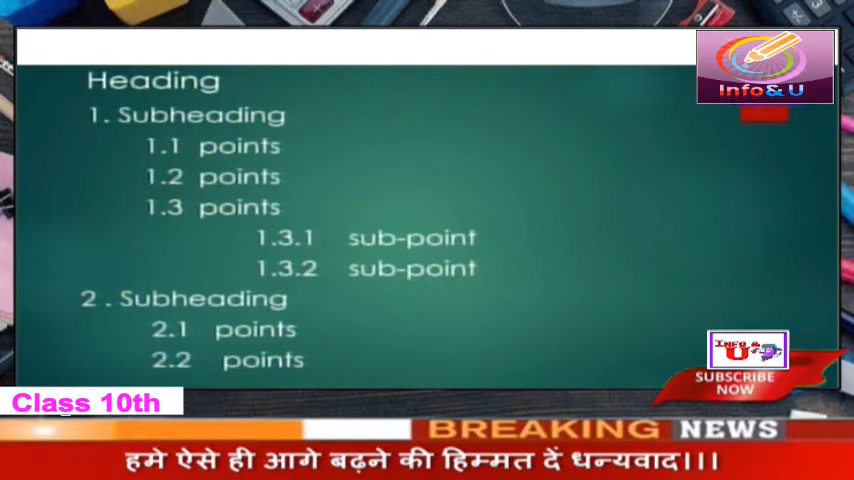 Info& U
Heading
1. Subheading
1.1 points
1.2 points
1.3 points
1.3.1 sub-point
1.3.2 sub-point
2 . Subheading
2.1 points
2.2 points
INFO &
U
SUBSCRIBE
NOW
Class 10th
BREAKING NEWS
हमे ऐसे ही आगे बढ़ने की हिम्मत दें धन्यवाद।।।